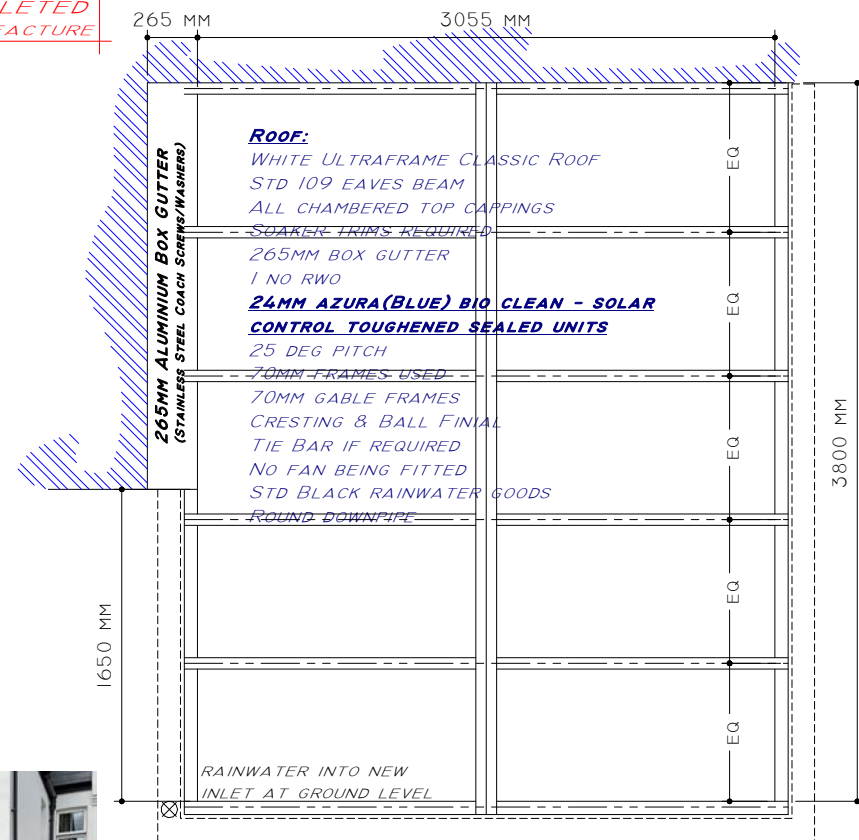 LETED
FACTURE
265 MM
3055 MM
ROOF:
WHITE ULTRAFRAME CLASSIC ROOF
STD 109 EAVES BEAM
ALL CHAMBERED TOP CAPPINGS
SOAKER TRIMS REQUIRED
265MM BOX GUTTER
1 NO RWO
24MM AZURA(BLUE) BIO CLEAN - SOLAR
CONTROL TOUGHENED SEALED UNITS
25 DEG PITCH
70MM FRAMES USED
70MM GABLE FRAMES
CRESTING & BALL FINIAL
TIE BAR IF REQUIRED
NO FAN BEING FITTED
STD BLACK RAINWATER GOODS
ROUND DOWNPIPE
265MM ALUMINIUM BOX GUTTER
(STAINLESS STEEL COACH SCREWS/WASHERS)
EQ
EQ
EQ
EQ
EQ
3800 MM
1650 MM
RAINWATER INTO NEW
INLET AT GROUND LEVEL